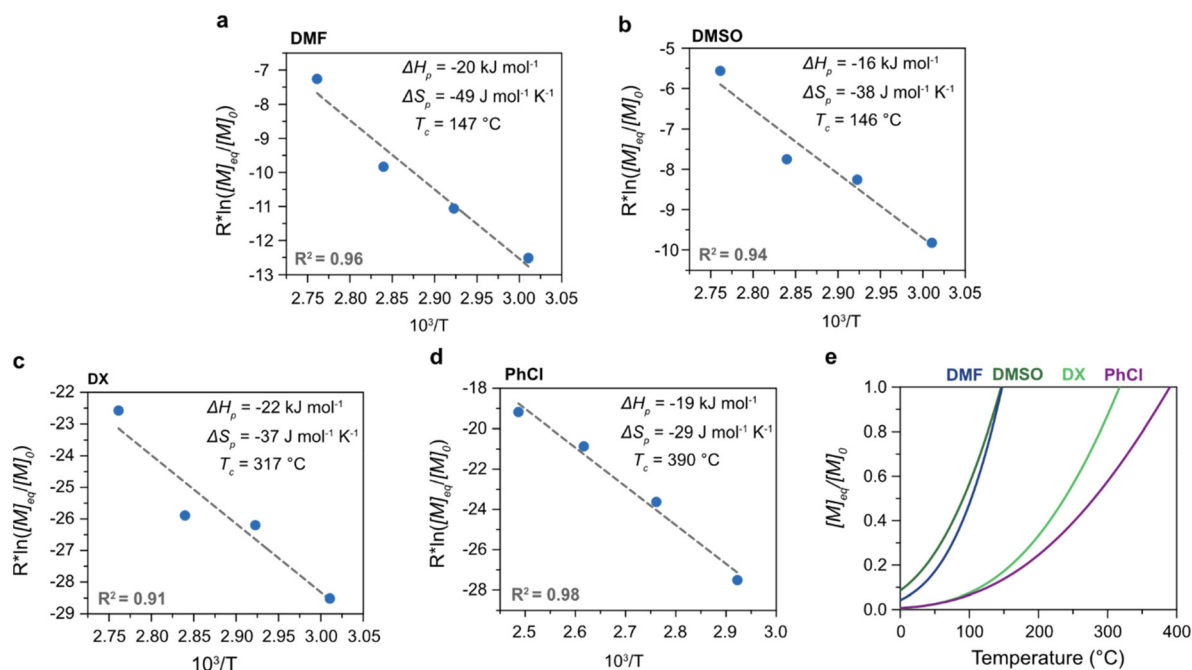 a
DMF
ΔHₚ = -20 kJ mol⁻¹
ΔSₚ = -49 J mol⁻¹ K⁻¹
T_c = 147 °C
R² = 0.96
R*ln([M]eq/[M]0)
-7
-8
-9
-10
-11
-12
-13
2.75 2.80 2.85 2.90 2.95 3.00 3.05
10³/T
b
DMSO
ΔHₚ = -16 kJ mol⁻¹
ΔSₚ = -38 J mol⁻¹ K⁻¹
T_c = 146 °C
R² = 0.94
R*ln([M]eq/[M]0)
-5
-6
-7
-8
-9
-10
2.75 2.80 2.85 2.90 2.95 3.00 3.05
10³/T
c
DX
ΔHₚ = -22 kJ mol⁻¹
ΔSₚ = -37 J mol⁻¹ K⁻¹
T_c = 317 °C
R² = 0.91
R*ln([M]eq/[M]0)
-22
-23
-24
-25
-26
-27
-28
-29
2.75 2.80 2.85 2.90 2.95 3.00 3.05
10³/T
d
PhCl
ΔHₚ = -19 kJ mol⁻¹
ΔSₚ = -29 J mol⁻¹ K⁻¹
T_c = 390 °C
R² = 0.98
R*ln([M]eq/[M]0)
-18
-20
-22
-24
-26
-28
2.5 2.6 2.7 2.8 2.9 3.0
10³/T
e
DMF DMSO DX PhCl
[M]eq/[M]0
1.0
0.8
0.6
0.4
0.2
0.0
0 100 200 300 400
Temperature (°C)